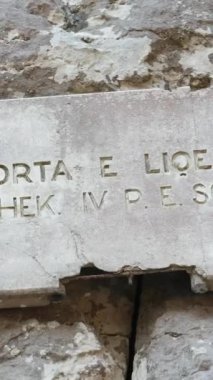 ORTA E LIQE
HEK. IV P. E. S